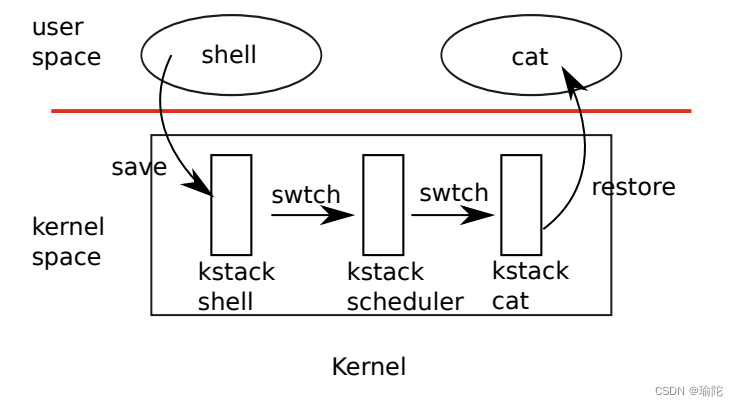 user
space
shell
cat
save
swtch
swtch
restore
kernel
space
kstack
shell
kstack
scheduler
kstack
cat
Kernel
CSDN @瑜陀